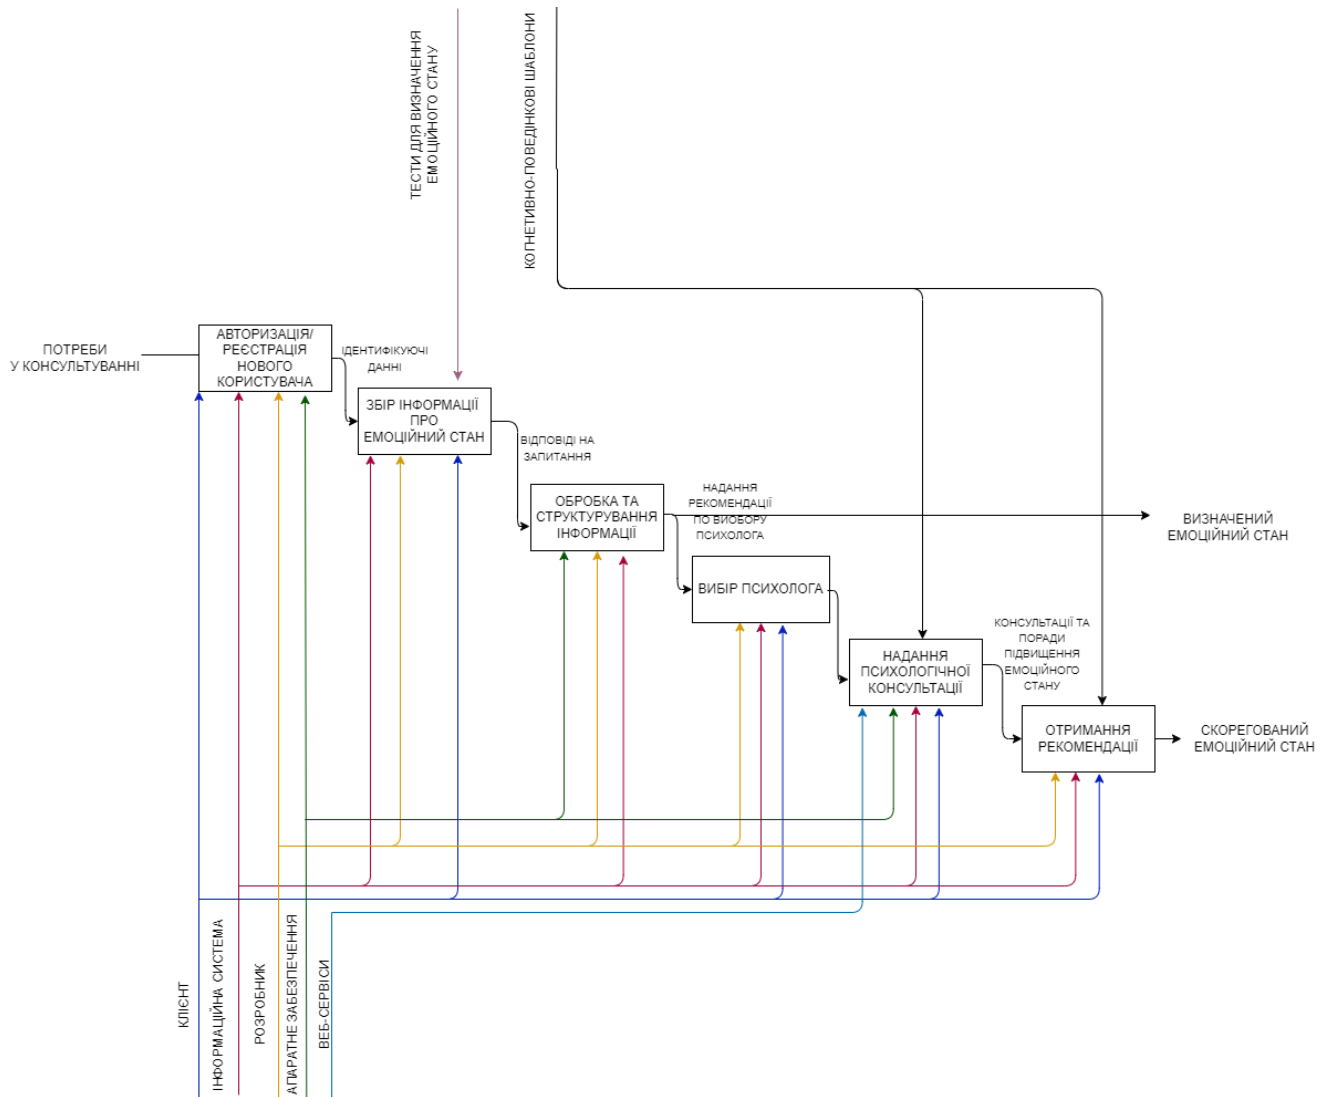 ТЕСТИ ДЛЯ ВИЗНАЧЕННЯ
ЕМОЦІЙНОГО СТАНУ
КОГНЕТИВНО-ПОВЕДІНКОВІ ШАБЛОНИ
ПОТРЕБИ
У КОНСУЛЬТУВАННІ
АВТОРИЗАЦІЯ/
РЕЄСТРАЦІЯ
НОВОГО
КОРИСТУВАЧА
ІДЕНТИФІКУЮЧІ
ДАННІ
ЗБІР ІНФОРМАЦІЇ
ПРО
ЕМОЦІЙНИЙ СТАН
ВІДПОВІДІ НА
ЗАПИТАННЯ
ОБРОБКА ТА
СТРУКТУРУВАННЯ
ІНФОРМАЦІЇ
НАДАННЯ
РЕКОМЕНДАЦІЇ
ПО ВИОБОРУ
ПСИХОЛОГА
ВИЗНАЧЕНИЙ
ЕМОЦІЙНИЙ СТАН
ВИБІР ПСИХОЛОГА
НАДАННЯ
ПСИХОЛОГІЧНОЇ
КОНСУЛЬТАЦІЇ
КОНСУЛЬТАЦІЇ ТА
ПОРАДИ
ПІДВИЩЕННЯ
ЕМОЦІЙНОГО
СТАНУ
ОТРИМАННЯ
РЕКОМЕНДАЦІЇ
СКОРЕГОВАНИЙ
ЕМОЦІЙНИЙ СТАН
КЛІЄНТ
ІНФОРМАЦІЙНА СИСТЕМА
РОЗРОБНИК
АПАРАТНЕ ЗАБЕЗПЕЧЕННЯ
ВЕБ-СЕРВІСИ